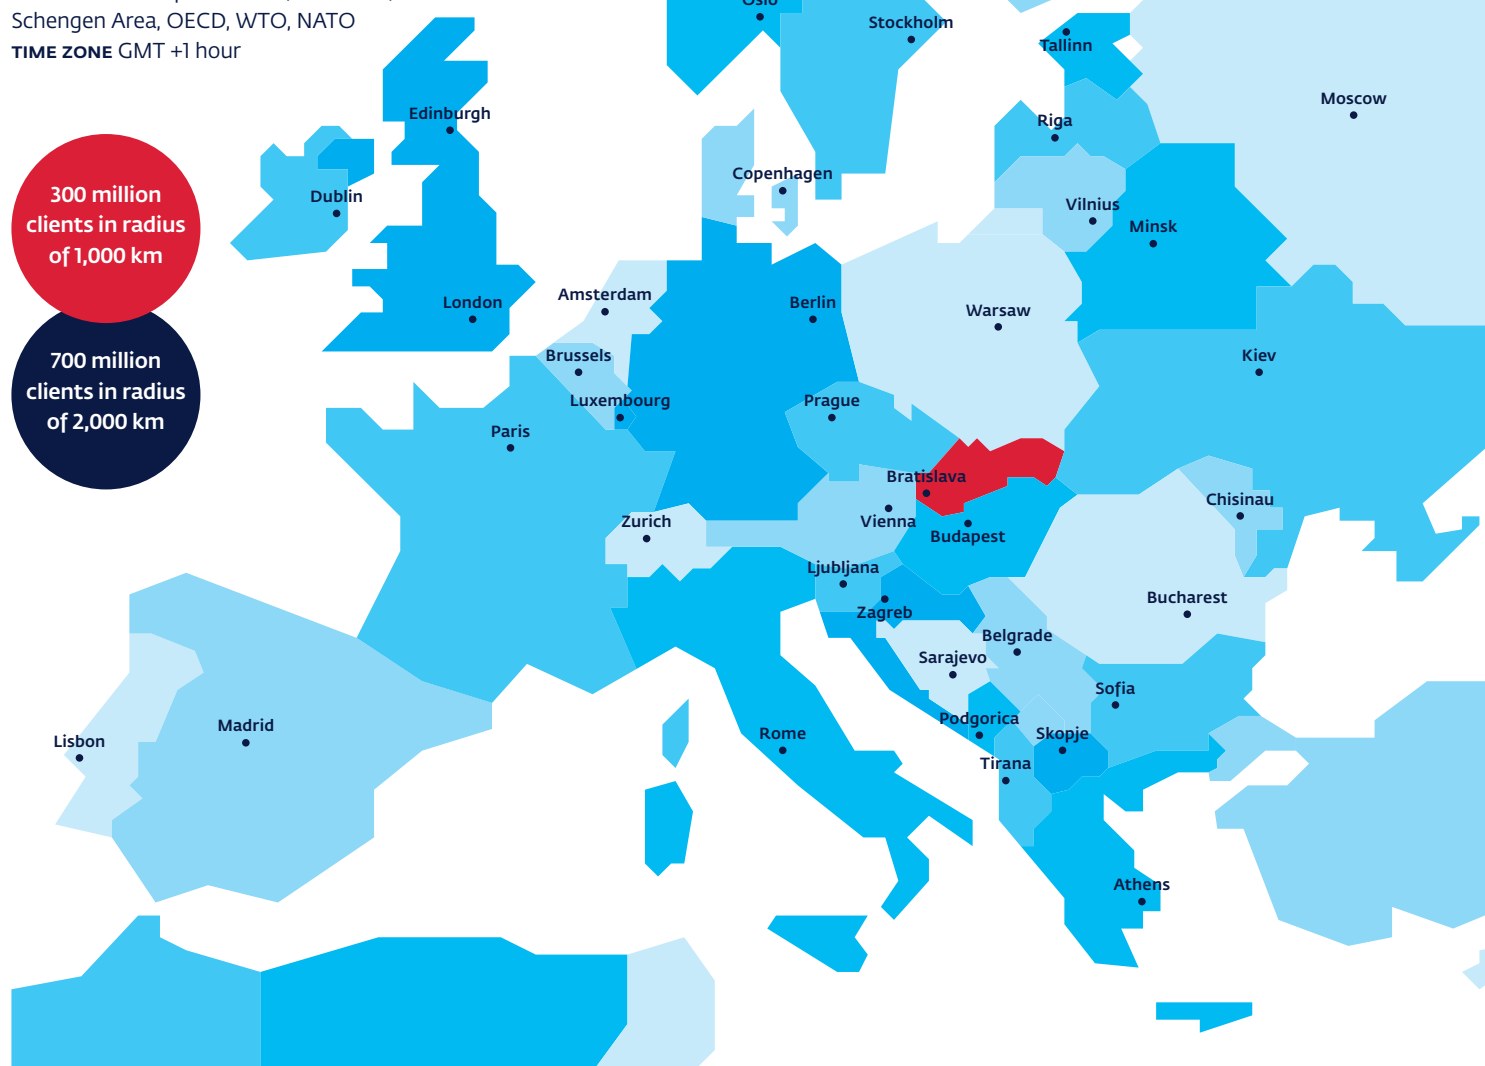 Schengen Area, OECD, WTO, NATO
TIME ZONE GMT +1 hour
300 million
clients in radius
of 1,000 km
700 million
clients in radius
of 2,000 km
Oslo
Stockholm
Tallinn
Moscow
Edinburgh
Riga
Copenhagen
Dublin
Vilnius
Minsk
Amsterdam
London
Berlin
Warsaw
Brussels
Kiev
Luxembourg
Prague
Paris
Bratislava
Chisinau
Zurich
Vienna
Budapest
Ljubljana
Zagreb
Bucharest
Belgrade
Sarajevo
Sofia
Podgorica
Madrid
Lisbon
Rome
Skopje
Tirana
Athens